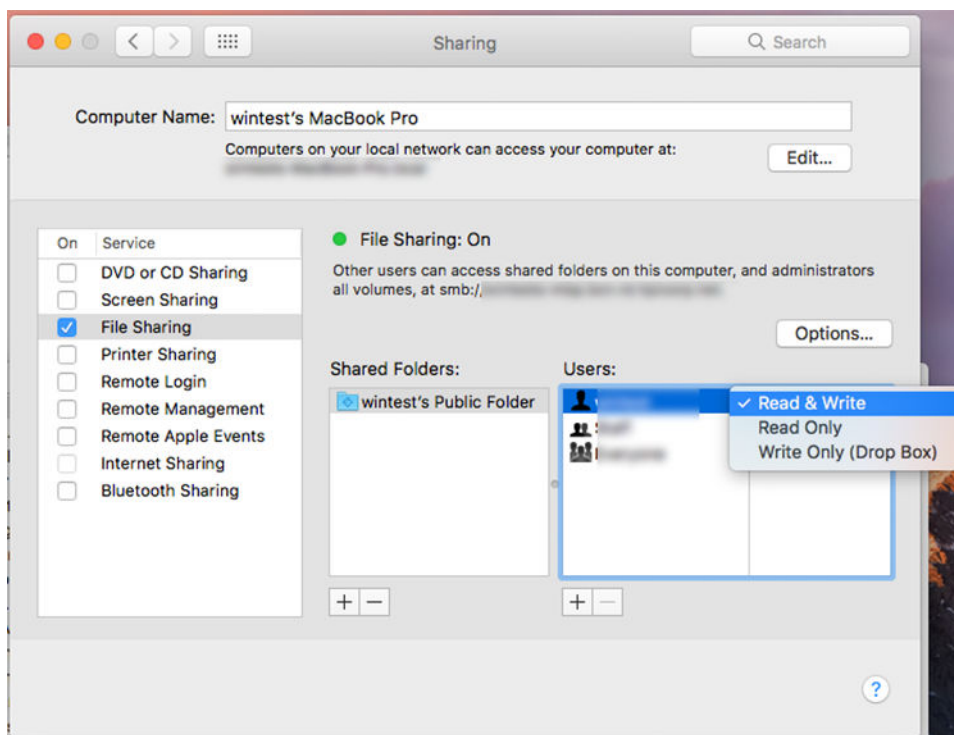 Sharing
Search
Computer Name: wintest's MacBook Pro
Computers on your local network can access your computer at:
Edit...
On Service
DVD or CD Sharing
Screen Sharing
File Sharing
Printer Sharing
Remote Login
Remote Management
Remote Apple Events
Internet Sharing
Bluetooth Sharing
File Sharing: On
Other users can access shared folders on this computer, and administrators
all volumes, at smb:/
Options...
Shared Folders:
wintest's Public Folder
Users:
Read & Write
Read Only
Write Only (Drop Box)